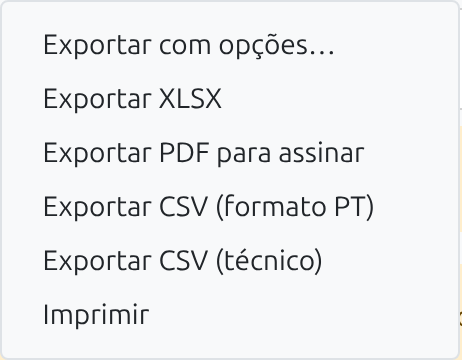 Exportar com opções…
Exportar XLSX
Exportar PDF para assinar
Exportar CSV (formato PT)
Exportar CSV (técnico)
Imprimir